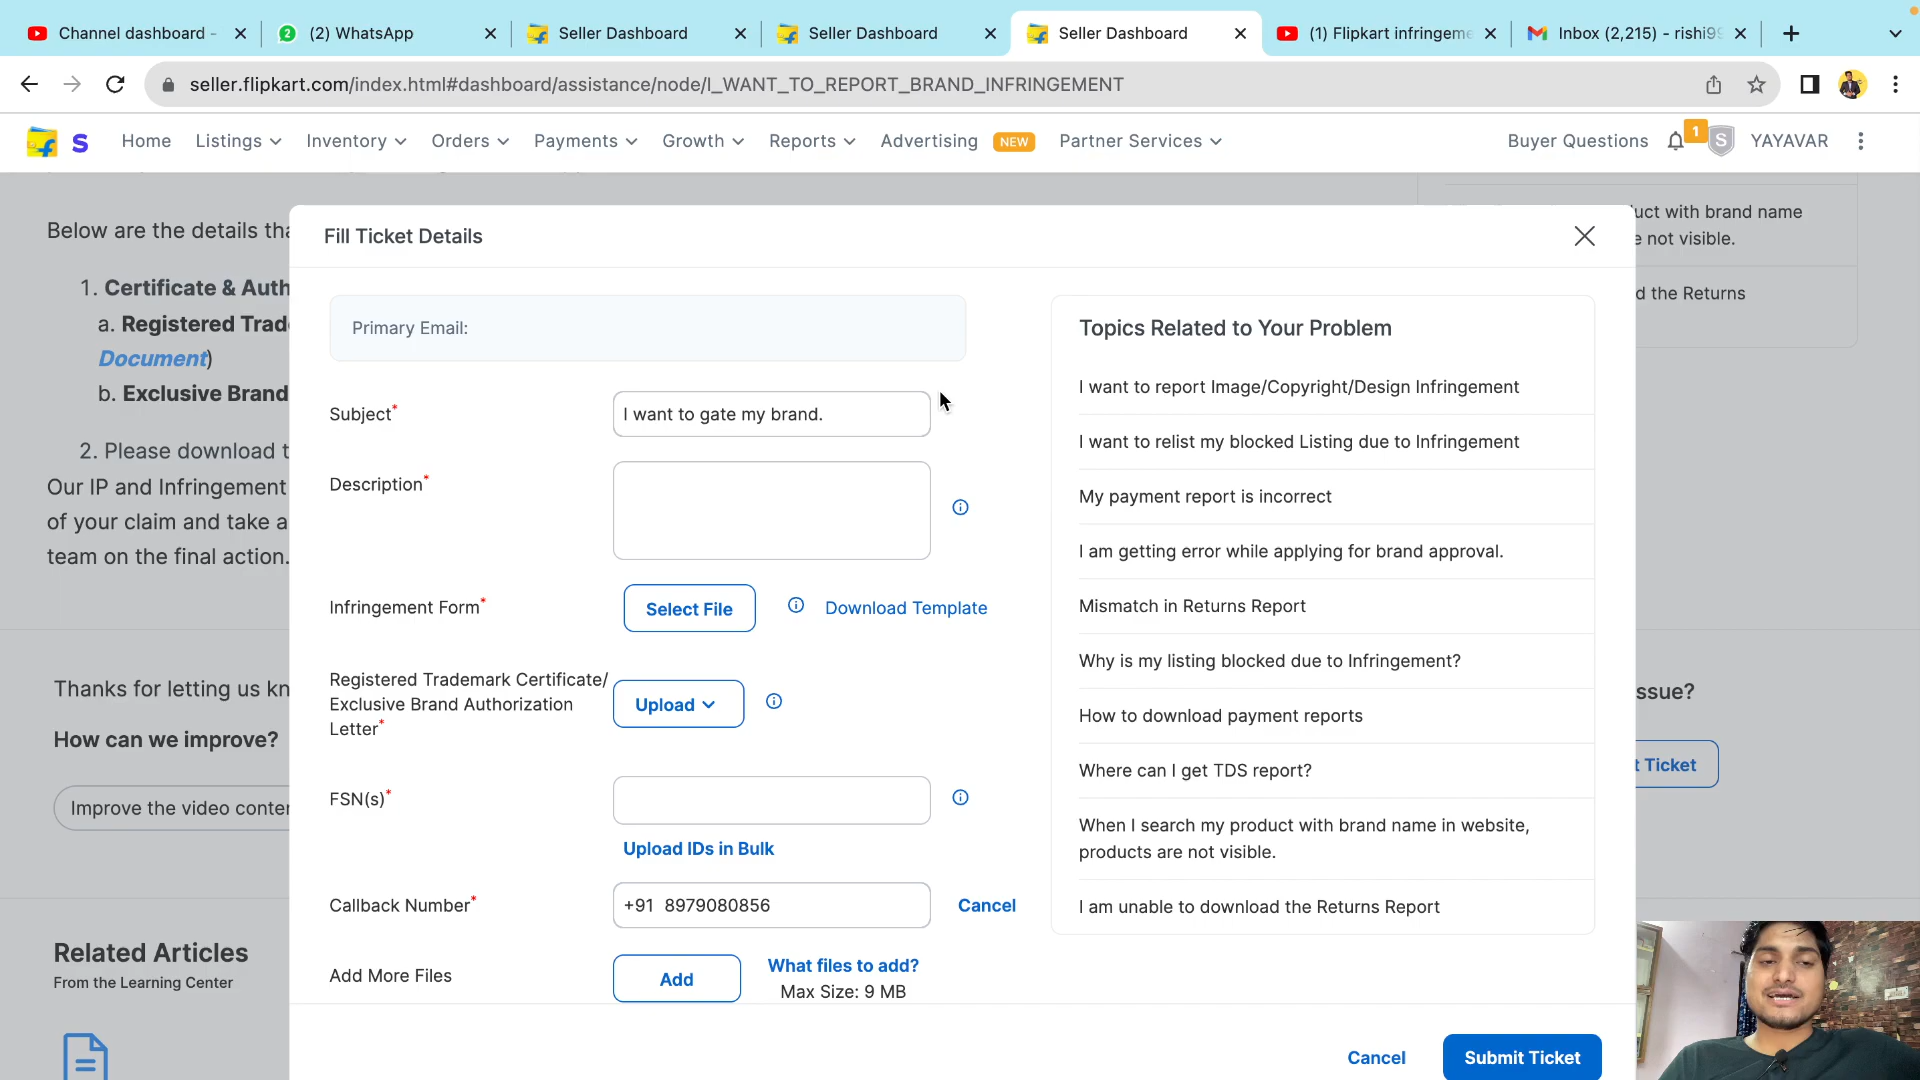 Channel dashboard -
(2) WhatsApp
Seller Dashboard
Seller Dashboard
Seller Dashboard
(1) Flipkart infringeme
Inbox (2,215) - rishi99
seller.flipkart.com/index.html#dashboard/assistance/node/I_WANT_TO_REPORT_BRAND_INFRINGEMENT
Home
Listings
Inventory
Orders
Payments
Growth
Reports
Advertising
NEW
Partner Services
Buyer Questions
1
YAYAVAR
Below are the details tha
1. Certificate & Auth
a. Registered Trade
Document)
b. Exclusive Brand
2. Please download t
Our IP and Infringement
of your claim and take a
team on the final action.
Thanks for letting us kn
How can we improve?
Improve the video conten
Related Articles
From the Learning Center
Fill Ticket Details
Primary Email:
Subject*
I want to gate my brand.
Description*
Infringement Form*
Select File
Download Template
Registered Trademark Certificate/
Exclusive Brand Authorization
Letter*
Upload
FSN(s)*
Upload IDs in Bulk
Callback Number*
+91 8979080856
Cancel
Add More Files
Add
What files to add?
Max Size: 9 MB
Topics Related to Your Problem
I want to report Image/Copyright/Design Infringement
I want to relist my blocked Listing due to Infringement
My payment report is incorrect
I am getting error while applying for brand approval.
Mismatch in Returns Report
Why is my listing blocked due to Infringement?
How to download payment reports
Where can I get TDS report?
When I search my product with brand name in website,
products are not visible.
I am unable to download the Returns Report
Cancel
Submit Ticket
uct with brand name
e not visible.
d the Returns
ssue?
t Ticket